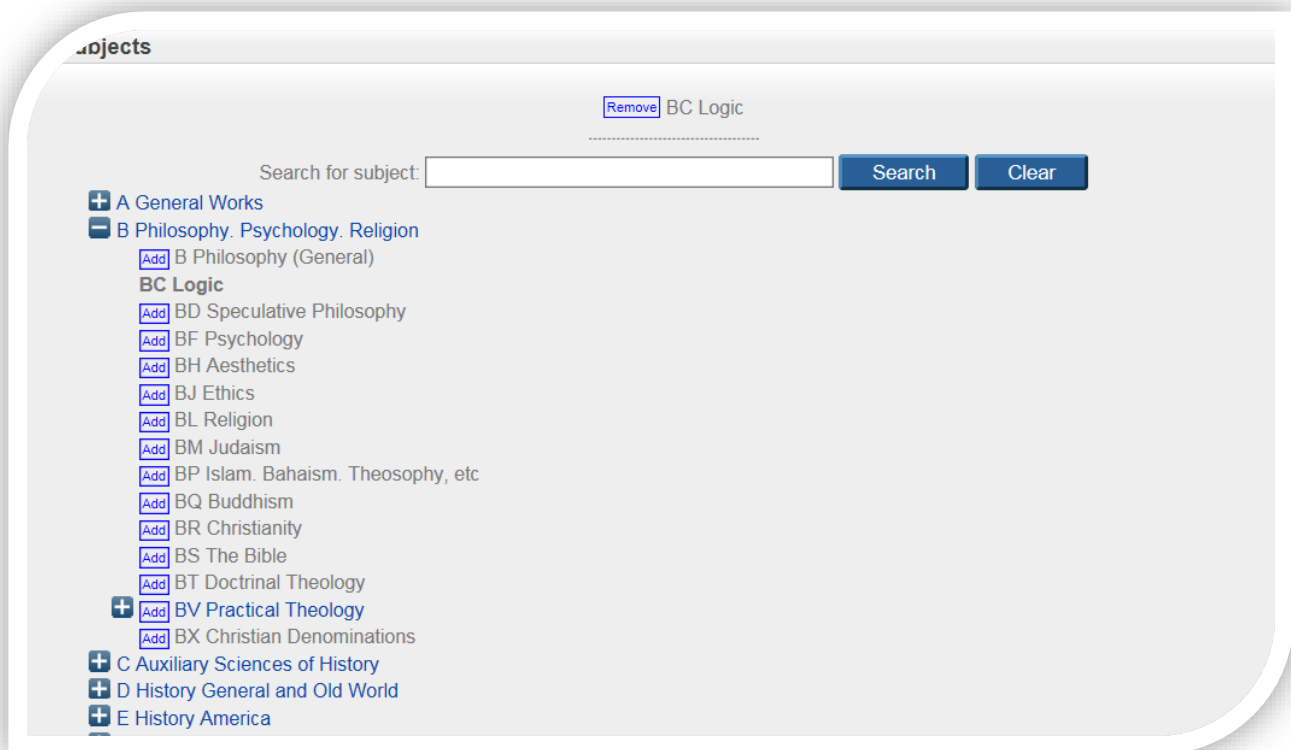 ubjects
Remove BC Logic
Search for subject: Search Clear
A General Works
B Philosophy. Psychology. Religion
Add B Philosophy (General)
BC Logic
Add BD Speculative Philosophy
Add BF Psychology
Add BH Aesthetics
Add BJ Ethics
Add BL Religion
Add BM Judaism
Add BP Islam. Bahaism. Theosophy, etc
Add BQ Buddhism
Add BR Christianity
Add BS The Bible
Add BT Doctrinal Theology
Add BV Practical Theology
Add BX Christian Denominations
C Auxiliary Sciences of History
D History General and Old World
E History America